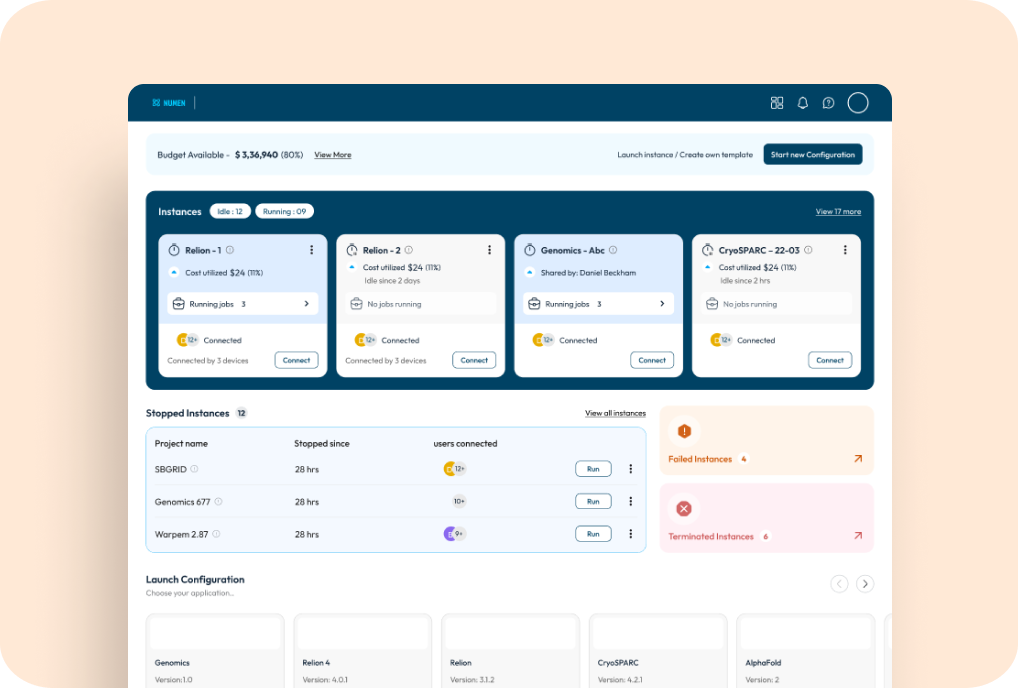 NUMEN
Budget Available - $ 3,36,940 (80%) View More
Launch instance / Create own template Start new Configuration
Instances Idle : 12 Running : 09 View 17 more
Relion - 1
Cost utilized $24 (11%)
Running jobs 3
12+ Connected
Connected by 3 devices Connect
Relion - 2
Cost utilized $24 (11%)
Idle since 2 days
No jobs running
12+ Connected
Connected by 3 devices Connect
Genomics - Abc
Shared by: Daniel Beckham
Running jobs 3
12+ Connected
Connect
CryoSPARC – 22-03
Cost utilized $24 (11%)
Idle since 2 hrs
No jobs running
12+ Connected
Connect
Stopped Instances 12 View all instances
Project name Stopped since users connected
SBGRID 28 hrs 12+ Run
Genomics 677 28 hrs 10+ Run
Warpem 2.87 28 hrs 9+ Run
Failed Instances 4
Terminated Instances 6
Launch Configuration
Choose your application..
Genomics
Version:1.0
Relion 4
Version: 4.0.1
Relion
Version: 3.1.2
CryoSPARC
Version: 4.2.1
AlphaFold
Version: 2